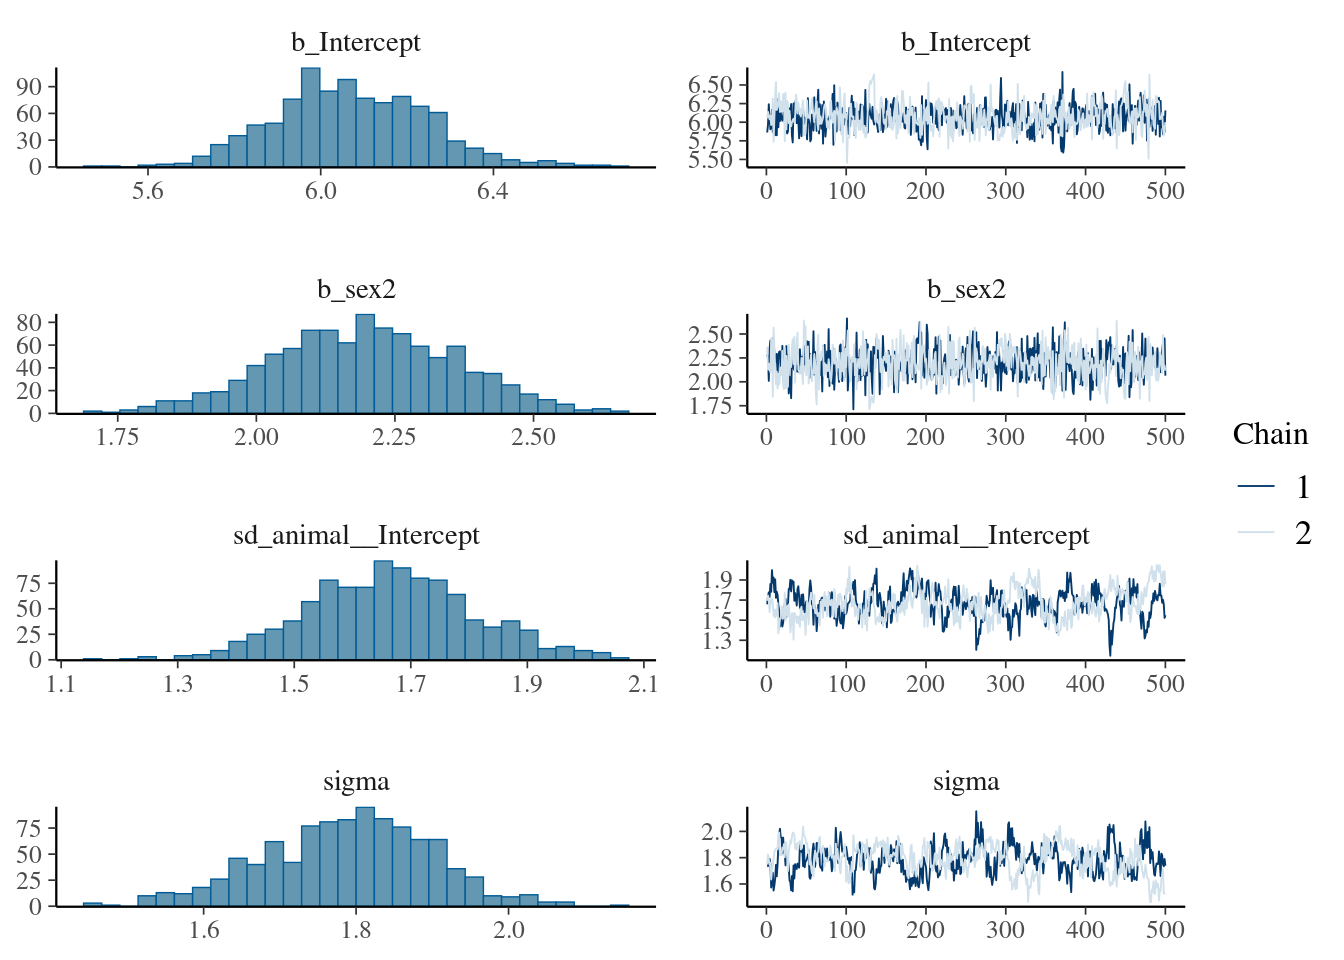 b_Intercept
90
60
30
0
5.6 6.0 6.4
b_Intercept
6.50
6.25
6.00
5.75
5.50
0 100 200 300 400 500
b_sex2
80
60
40
20
0
1.75 2.00 2.25 2.50
b_sex2
2.50
2.25
2.00
1.75
0 100 200 300 400 500
sd_animal__Intercept
75
50
25
0
1.1 1.3 1.5 1.7 1.9 2.1
sd_animal__Intercept
1.9
1.7
1.5
1.3
0 100 200 300 400 500
sigma
75
50
25
0
1.6 1.8 2.0
sigma
2.0
1.8
1.6
0 100 200 300 400 500
Chain
1
2